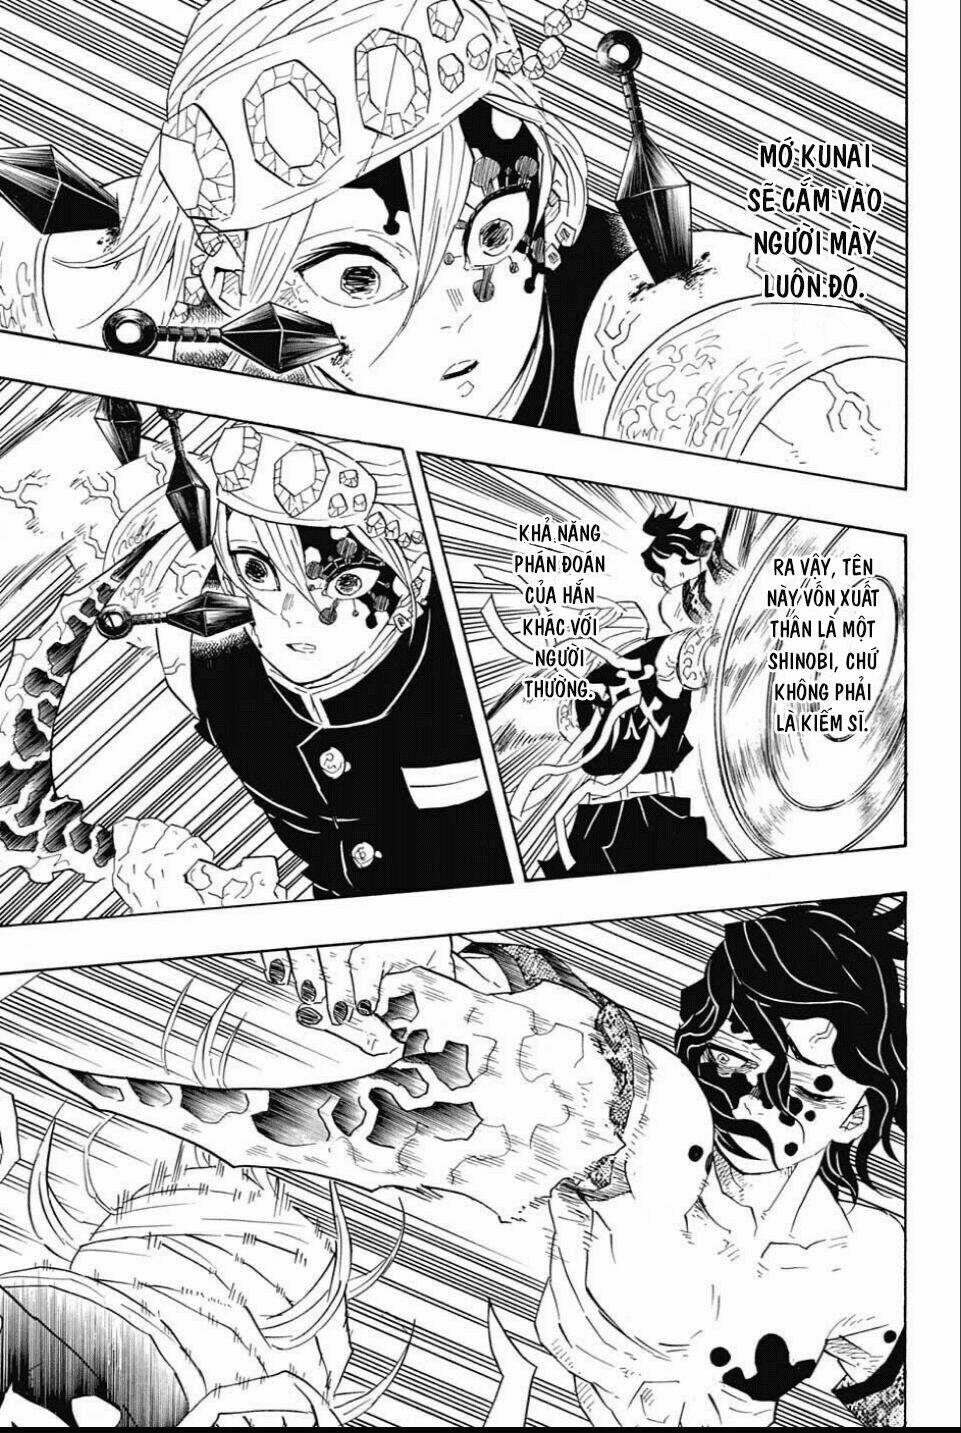 MỚ KUNAI
SẼ CẮM VÀO
NGƯỜI MÀY
LUÔN ĐÓ.
RA VẬY, TÊN
NÀY VỐN XUẤT
THÂN LÀ MỘT
SHINOBI, CHỨ
KHÔNG PHẢI
LÀ KIẾM SĨ.
KHẢ NĂNG
PHÁN ĐOÁN
CỦA HẮN
KHÁC VỚI
NGƯỜI
THƯỜNG.